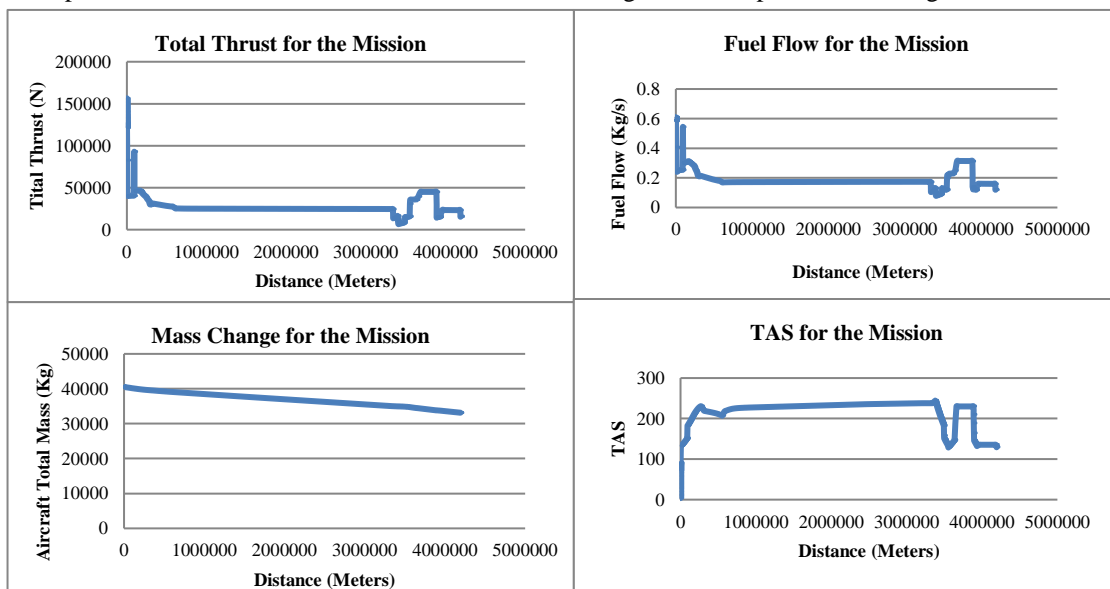 Total Thrust for the Mission
200000
150000
100000
50000
0
Tital Thrust (N)
0 1000000 2000000 3000000 4000000 5000000
Distance (Meters)
Fuel Flow for the Mission
0.8
0.6
0.4
0.2
0
Fuel Flow (Kg/s)
0 1000000 2000000 3000000 4000000 5000000
Distance (Meters)
Mass Change for the Mission
50000
40000
30000
20000
10000
0
Aircraft Total Mass (Kg)
0 1000000 2000000 3000000 4000000 5000000
Distance (Meters)
TAS for the Mission
300
200
100
0
TAS
0 1000000 2000000 3000000 4000000 5000000
Distance (Meters)